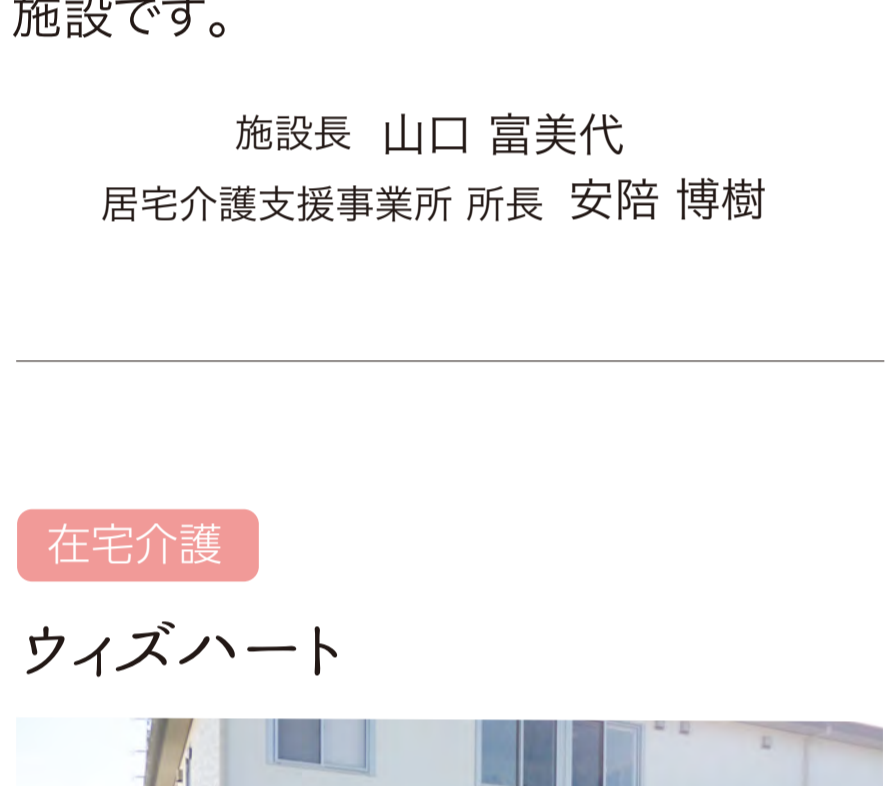 施設です。
施設長 山口 富美代
居宅介護支援事業所 所長 安陪 博樹
在宅介護
ウィズハート